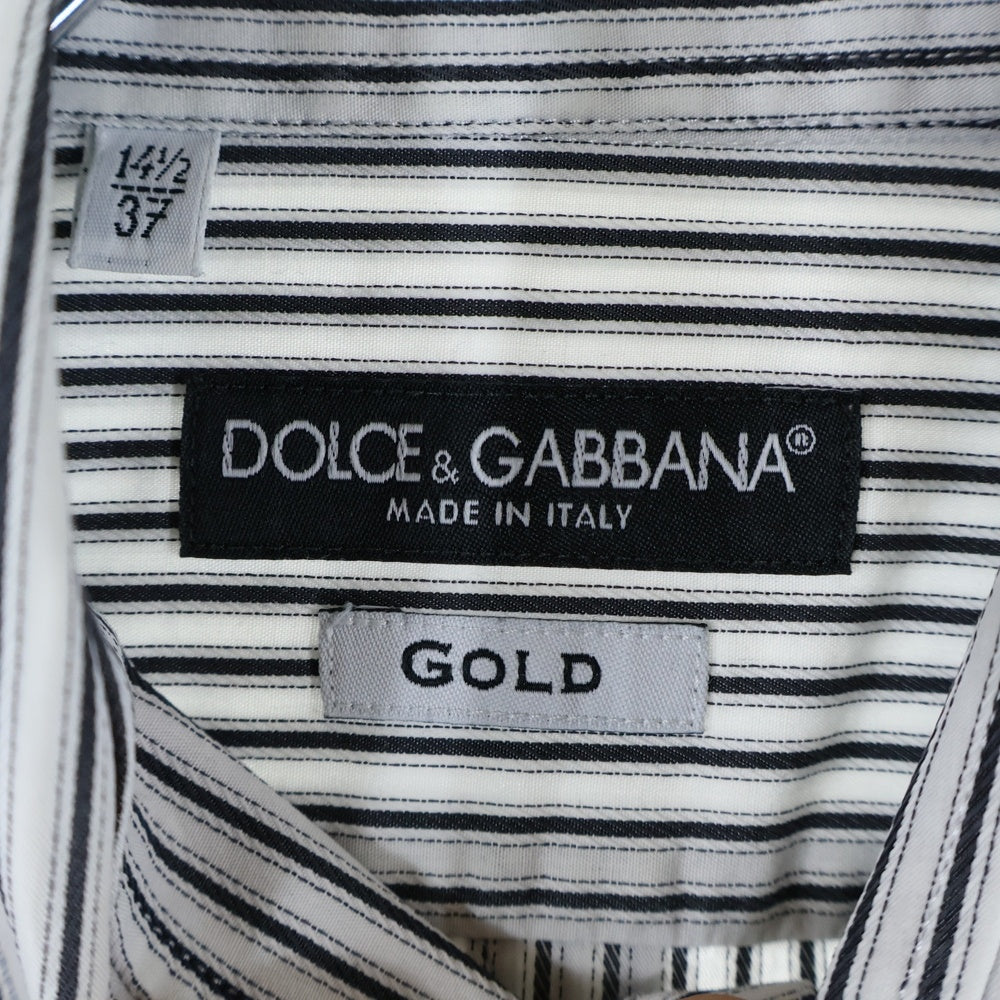 14½
37
DOLCE & GABBANA®
MADE IN ITALY
GOLD